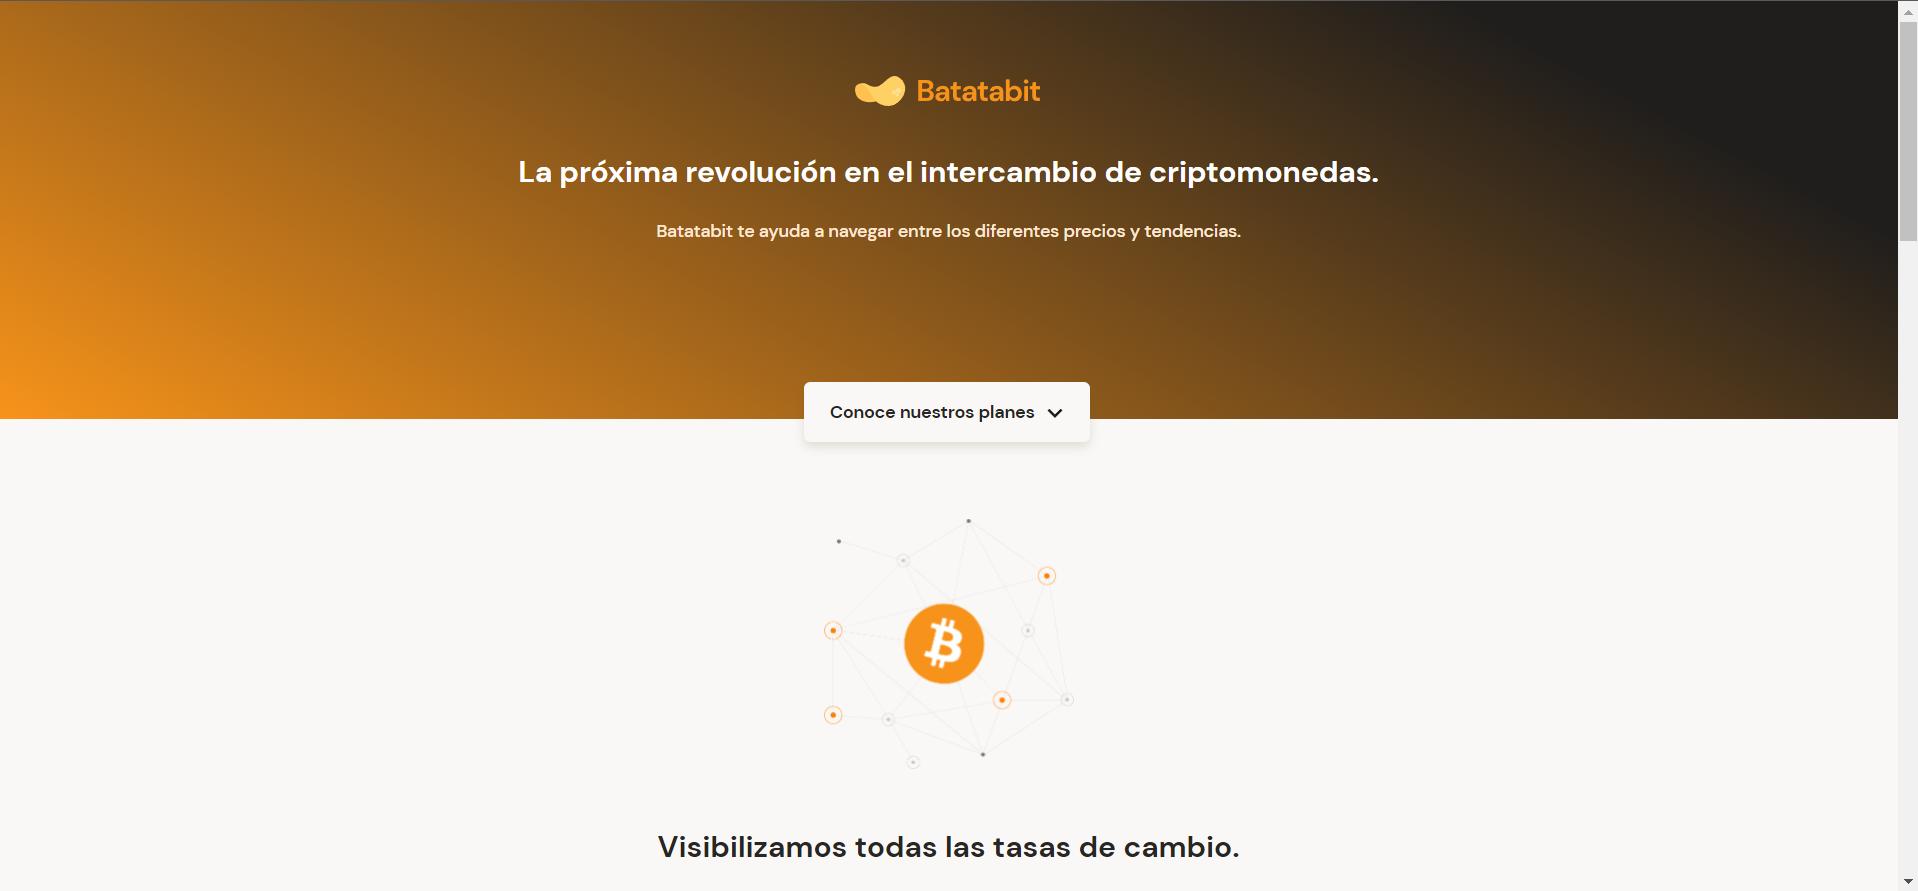 Batatabit
La próxima revolución en el intercambio de criptomonedas.
Batatabit te ayuda a navegar entre los diferentes precios y tendencias.
Conoce nuestros planes
Visibilizamos todas las tasas de cambio.